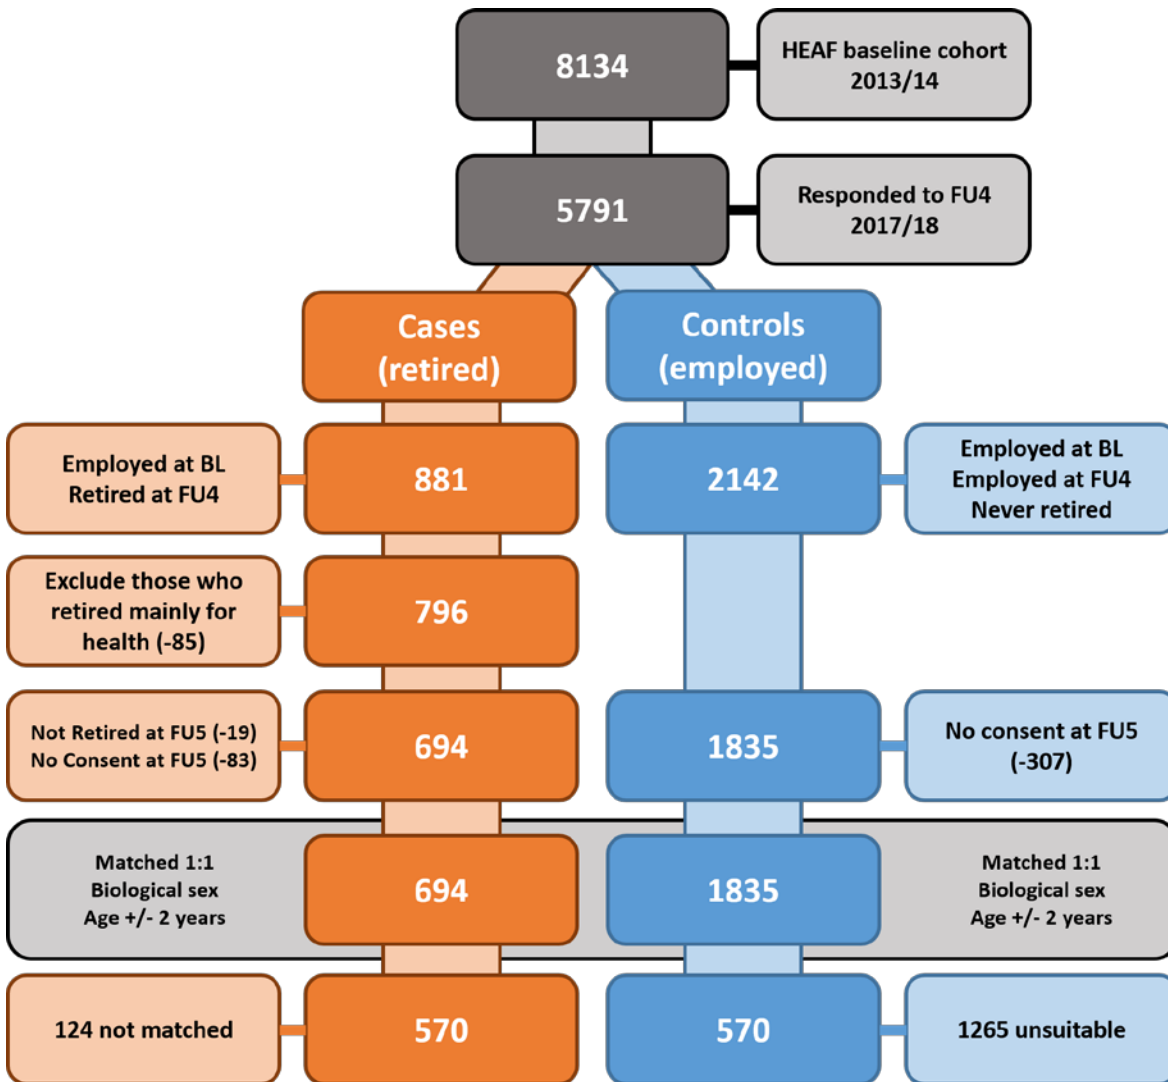 8134
HEAF baseline cohort
2013/14
5791
Responded to FU4
2017/18
Cases
(retired)
Controls
(employed)
Employed at BL
Retired at FU4
881
2142
Employed at BL
Employed at FU4
Never retired
Exclude those who
retired mainly for
health (-85)
796
Not Retired at FU5 (-19)
No Consent at FU5 (-83)
694
1835
No consent at FU5
(-307)
Matched 1:1
Biological sex
Age +/- 2 years
694
1835
Matched 1:1
Biological sex
Age +/- 2 years
124 not matched
570
570
1265 unsuitable